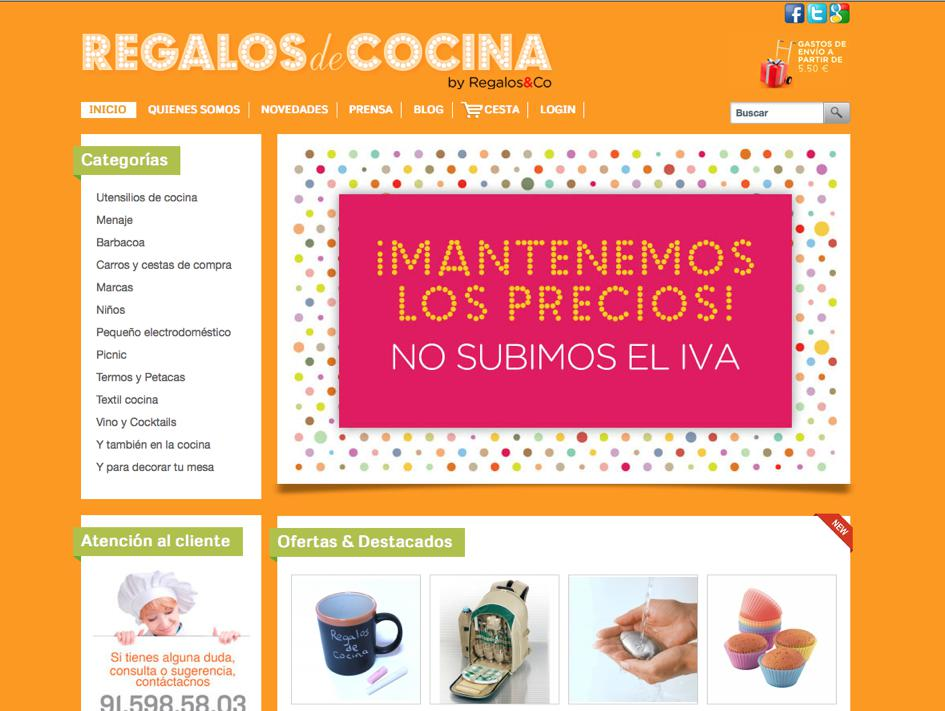 REGALOS de COCINA
by Regalos&Co
GASTOS DE
ENVÍO A
PARTIR DE
5.50 €
INICIO
QUIENES SOMOS
NOVEDADES
PRENSA
BLOG
CESTA
LOGIN
Buscar
Categorías
Utensilios de cocina
Menaje
Barbacoa
Carros y cestas de compra
Marcas
Niños
Pequeño electrodoméstico
Picnic
Termos y Petacas
Textil cocina
Vino y Cocktails
Y también en la cocina
Y para decorar tu mesa
¡MANTENEMOS
LOS PRECIOS!
NO SUBIMOS EL IVA
Atención al cliente
Si tienes alguna duda,
consulta o sugerencia,
contáctacnos
91.598.58.03
Ofertas & Destacados
NEW
Regalos
de
Cocina